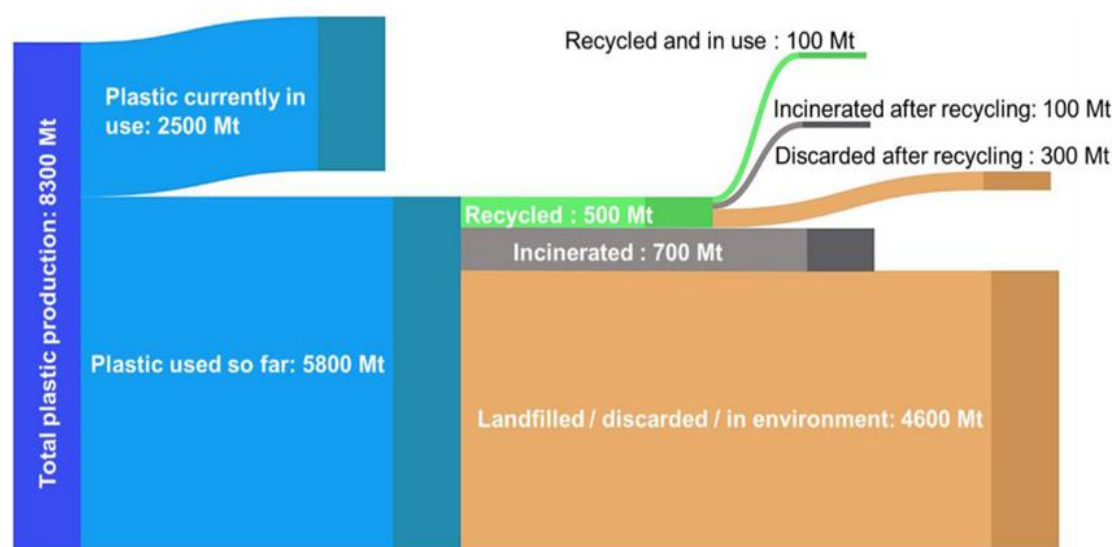 Total plastic production: 8300 Mt
Plastic currently in
use: 2500 Mt
Plastic used so far: 5800 Mt
Recycled and in use : 100 Mt
Incinerated after recycling: 100 Mt
Discarded after recycling : 300 Mt
Recycled : 500 Mt
Incinerated : 700 Mt
Landfilled / discarded / in environment: 4600 Mt